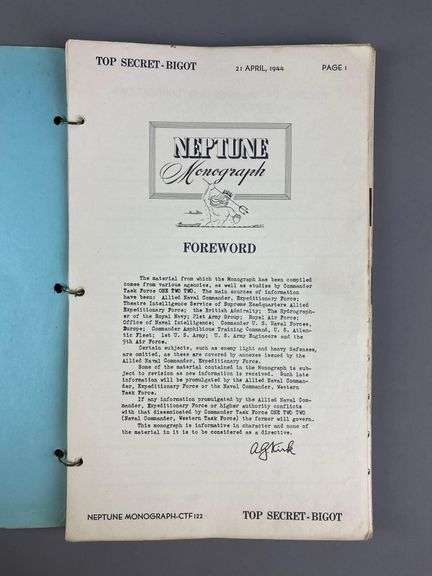 TOP SECRET - BIGOT
21 APRIL, 1944
PAGE 1
NEPTUNE
Monograph
FOREWORD
The material from which the Monograph has been compiled
comes from various agencies, as well as studies by Commander
Task Force ONE TWO TWO. The main sources of information
have been: Allied Naval Commander, Expeditionary Force;
Theatre Intelligence Service of Supreme Headquarters Allied
Expeditionary Force; the British Admiralty; The Hydrograph-
er of the Royal Navy; 21st Army Group; Royal Air Force;
Office of Naval Intelligence; Commander U. S. Naval Forces,
Europe; Commander Amphibious Training Command, U. S. Atlan-
tic Fleet; 1st U. S. Army; U. S. Army Engineers and the
9th Air Force.
Certain subjects, such as enemy light and heavy defenses,
are omitted, as these are covered by annexes issued by the
Allied Naval Commander, Expeditionary Force.
Some of the material contained in the Monograph is sub-
ject to revision as new information is received. Such late
information will be promulgated by the Allied Naval Comman-
der, Expeditionary Force or the Naval Commander, Western
Task Force.
If any information promulgated by the Allied Naval Com-
mander, Expeditionary Force or higher authority conflicts
with that disseminated by Commander Task Force ONE TWO TWO
(Naval Commander, Western Task Force) the former will govern.
This monograph is informative in character and none of
the material in it is to be considered as a directive.
AGKirk
NEPTUNE MONOGRAPH-CTF 122
TOP SECRET - BIGOT